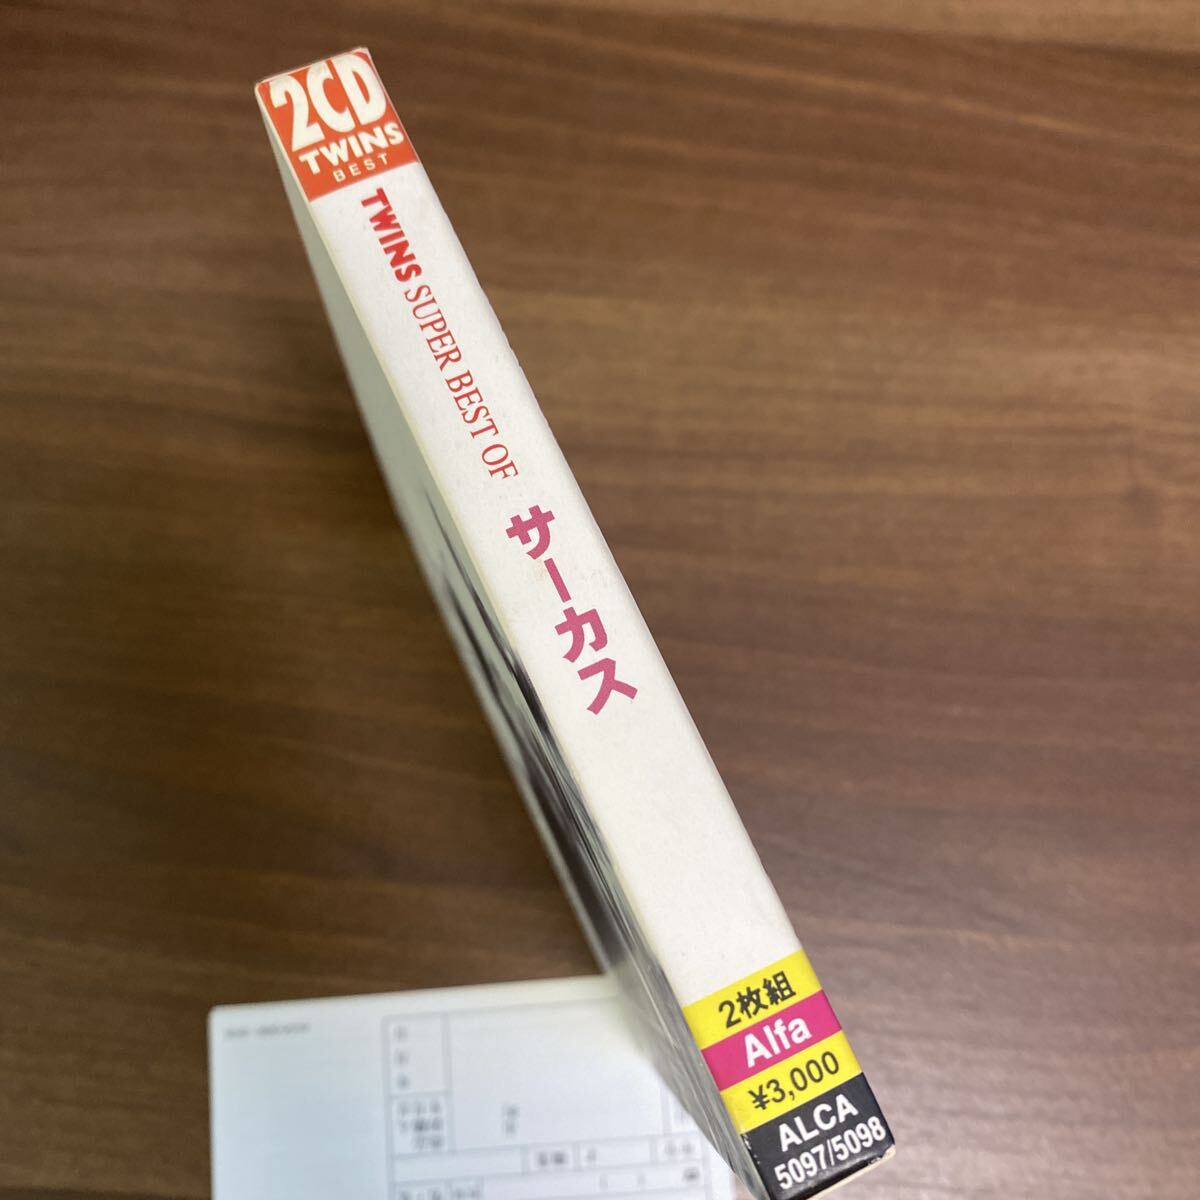 2CD
TWINS
BEST
TWINS SUPER BEST OF サーカス
2枚組
Alfa
¥3,000
ALCA
5097/5098